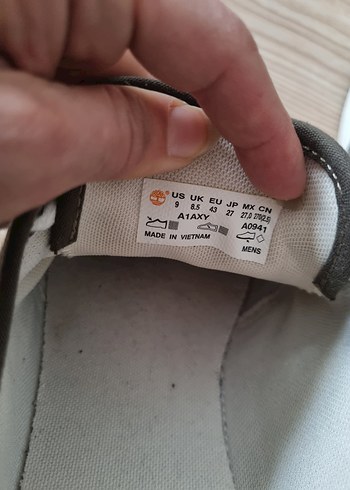 US UK EU JP MX CN
9 8.5 43 27 27.0 270(2.5)
A1AXY A0941
MADE IN VIETNAM MENS